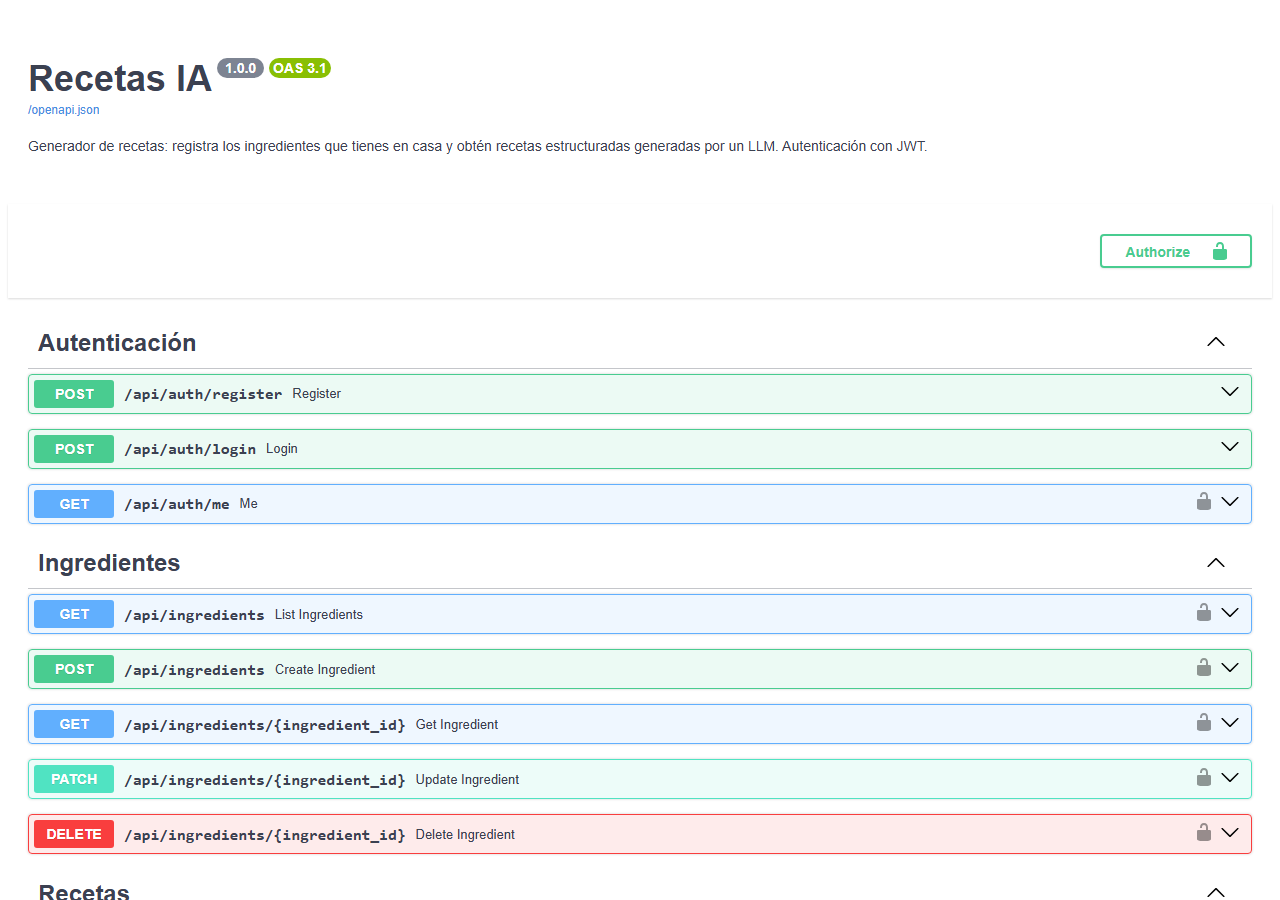 Recetas IA 1.0.0 OAS 3.1
/openapi.json
Generador de recetas: registra los ingredientes que tienes en casa y obtén recetas estructuradas generadas por un LLM. Autenticación con JWT.
Authorize
Autenticación
POST /api/auth/register Register
POST /api/auth/login Login
GET /api/auth/me Me
Ingredientes
GET /api/ingredients List Ingredients
POST /api/ingredients Create Ingredient
GET /api/ingredients/{ingredient_id} Get Ingredient
PATCH /api/ingredients/{ingredient_id} Update Ingredient
DELETE /api/ingredients/{ingredient_id} Delete Ingredient
Recetas